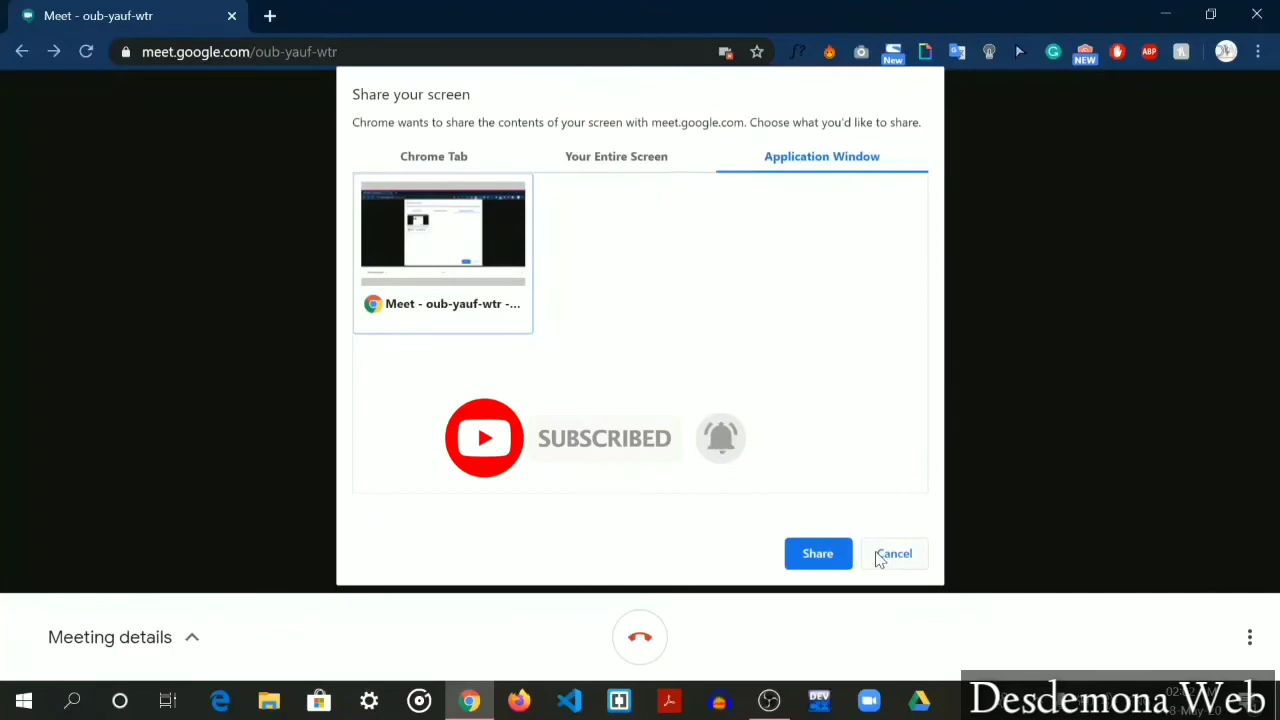 Meet - oub-yauf-wtr
meet.google.com/oub-yauf-wtr
New
NEW
ABP
Share your screen
Chrome wants to share the contents of your screen with meet.google.com. Choose what you'd like to share.
Chrome Tab
Your Entire Screen
Application Window
Meet - oub-yauf-wtr -...
SUBSCRIBED
Share
Cancel
Meeting details
DEV
Desdemona Web